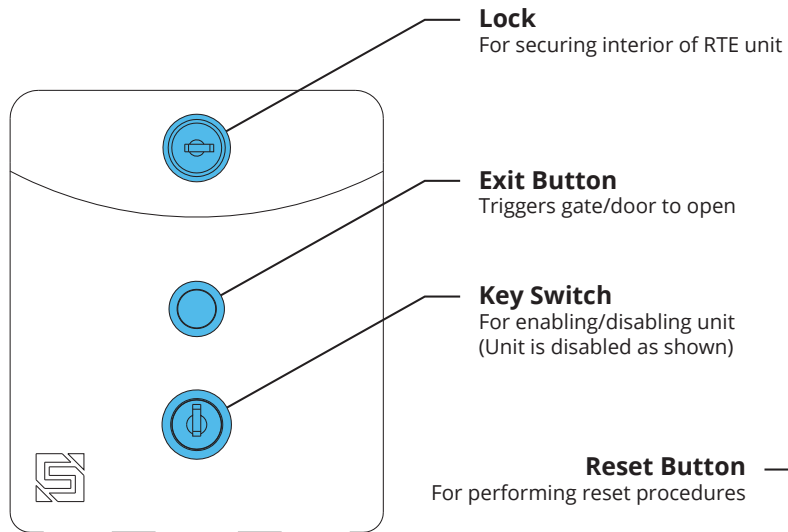 Lock
For securing interior of RTE unit
Exit Button
Triggers gate/door to open
Key Switch
For enabling/disabling unit
(Unit is disabled as shown)
Reset Button
For performing reset procedures